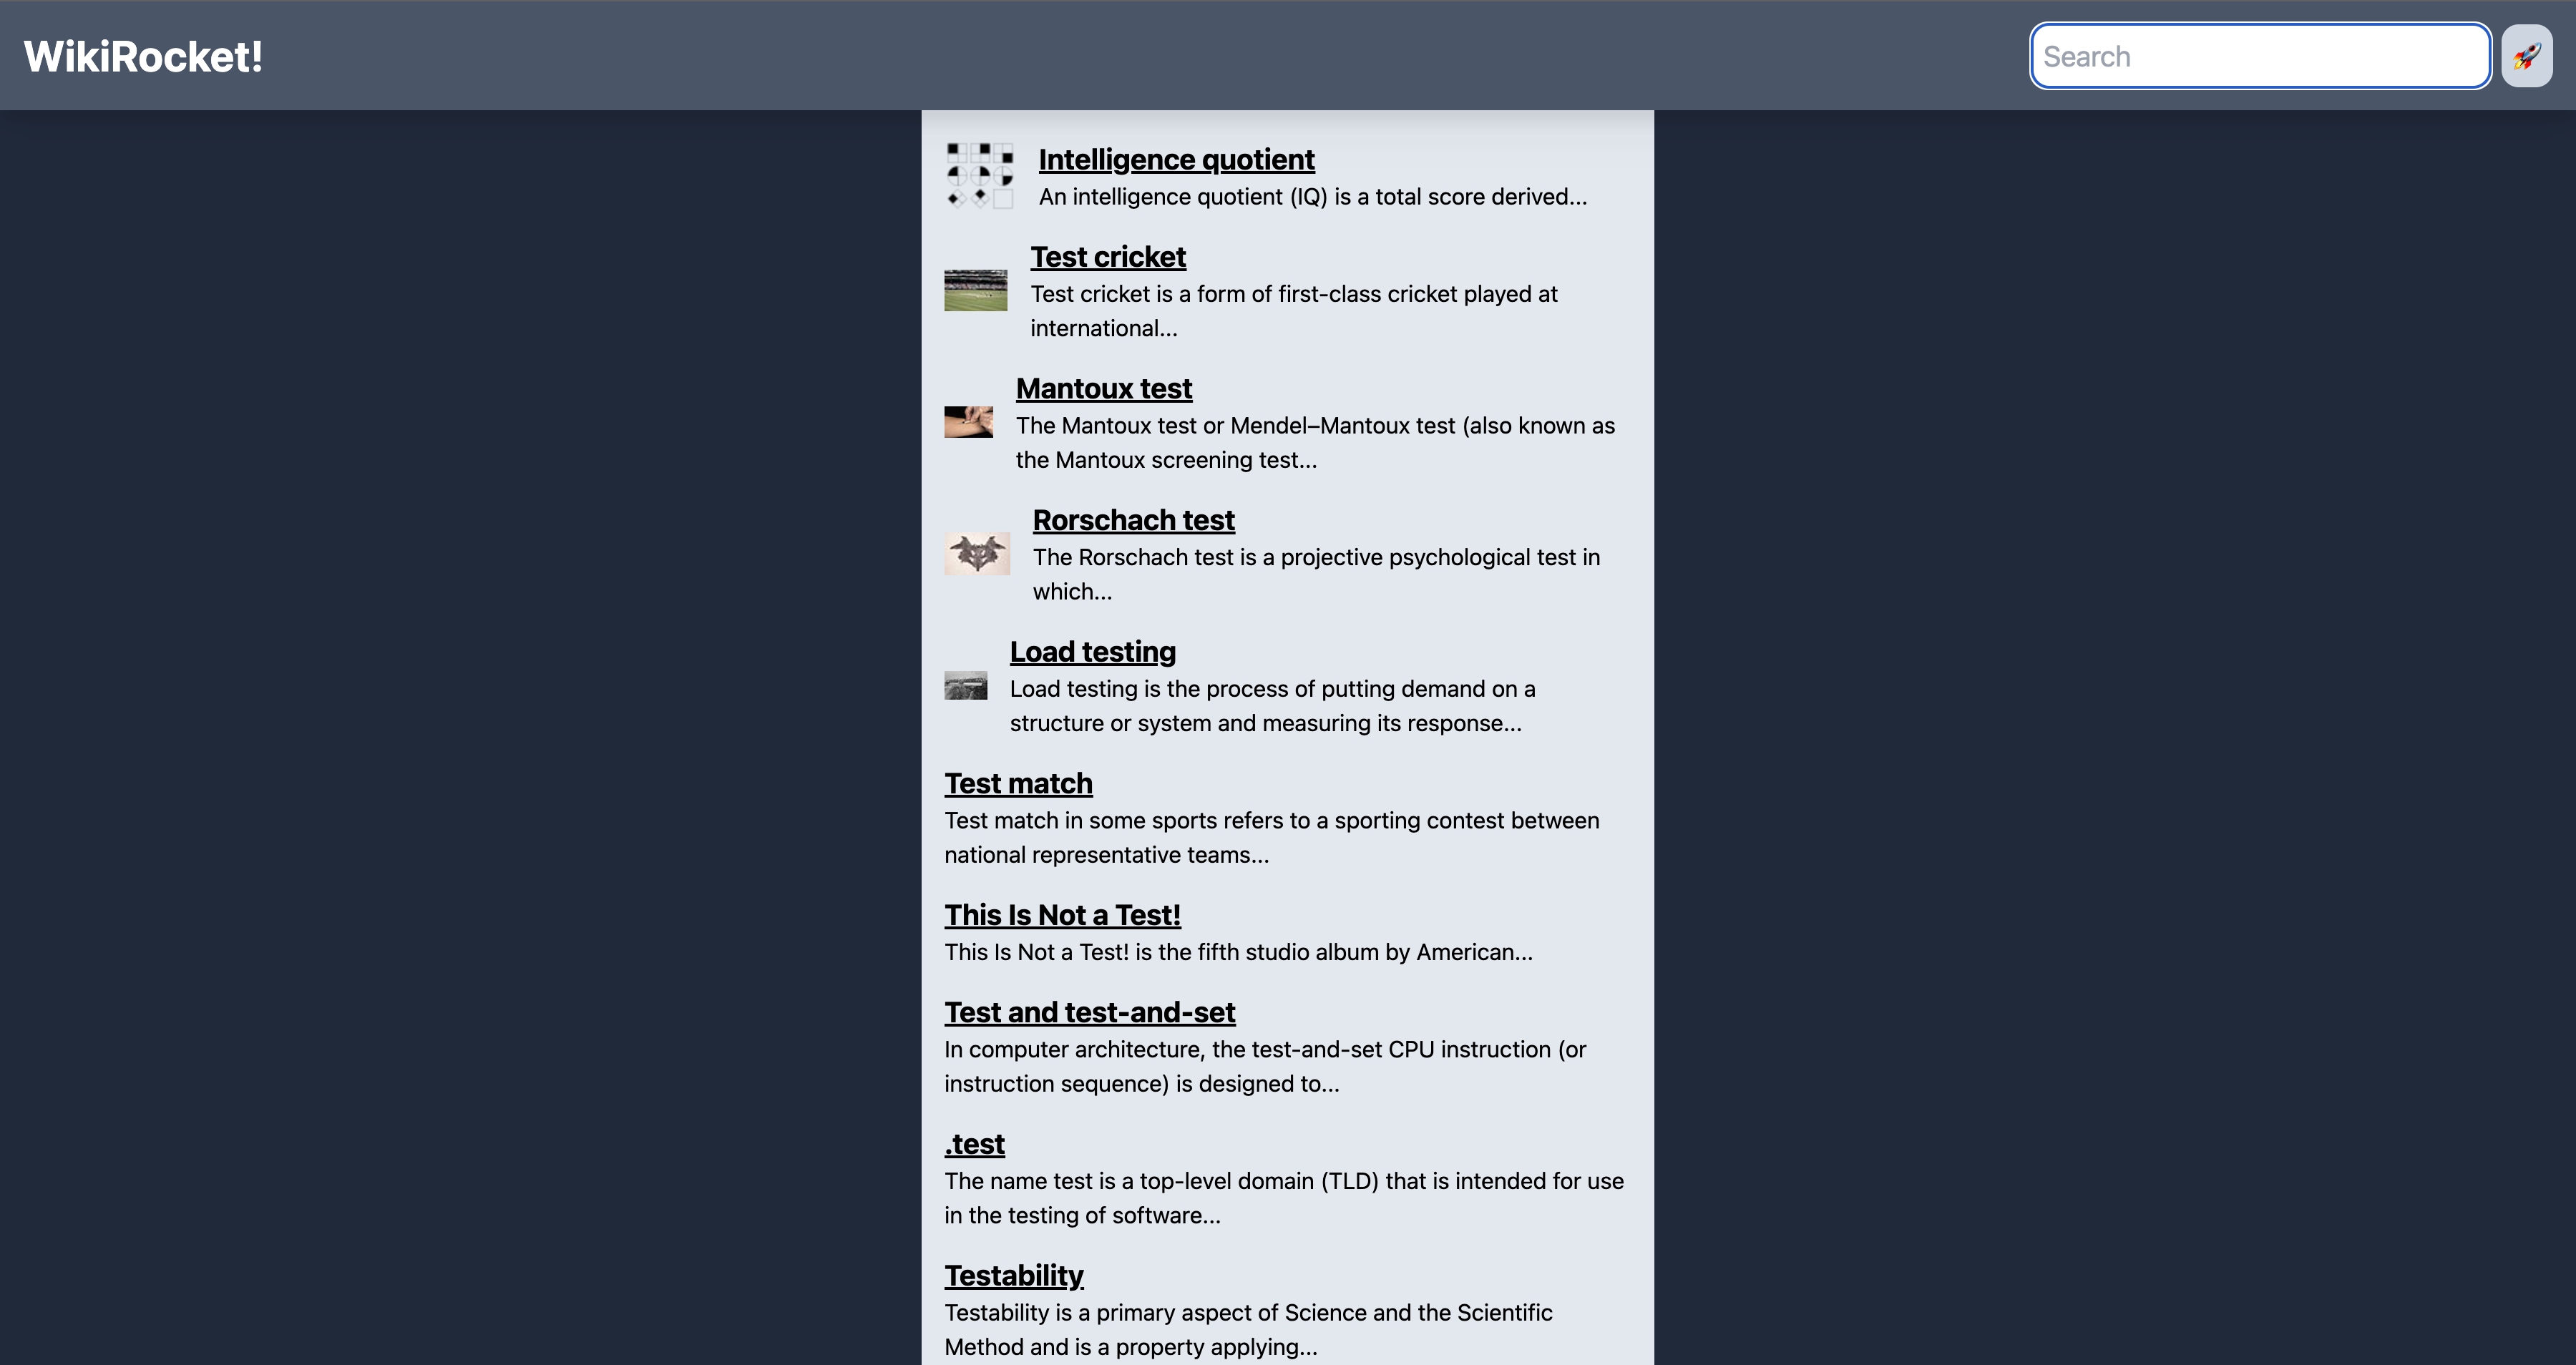 WikiRocket!
Search
Intelligence quotient
An intelligence quotient (IQ) is a total score derived...
Test cricket
Test cricket is a form of first-class cricket played at
international...
Mantoux test
The Mantoux test or Mendel–Mantoux test (also known as
the Mantoux screening test...
Rorschach test
The Rorschach test is a projective psychological test in
which...
Load testing
Load testing is the process of putting demand on a
structure or system and measuring its response...
Test match
Test match in some sports refers to a sporting contest between
national representative teams...
This Is Not a Test!
This Is Not a Test! is the fifth studio album by American...
Test and test-and-set
In computer architecture, the test-and-set CPU instruction (or
instruction sequence) is designed to...
.test
The name test is a top-level domain (TLD) that is intended for use
in the testing of software...
Testability
Testability is a primary aspect of Science and the Scientific
Method and is a property applying...